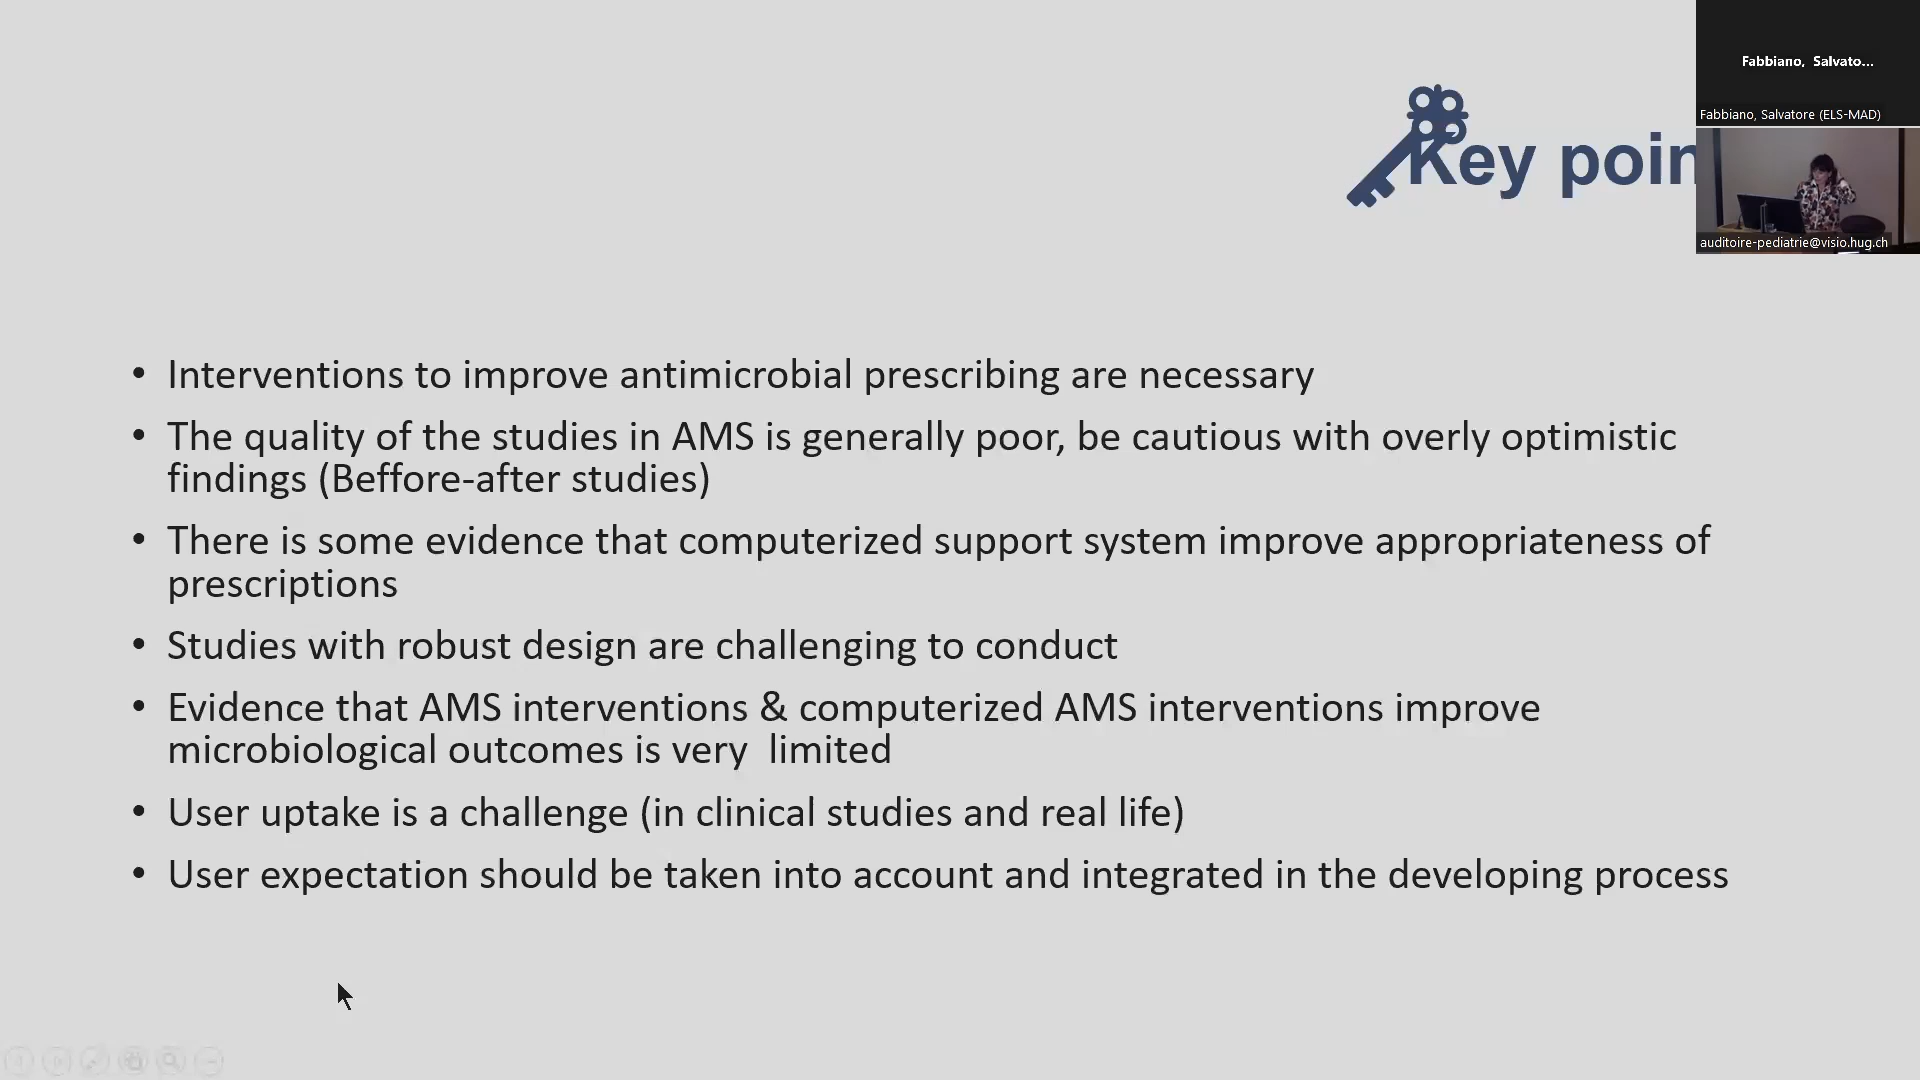 Fabbiano, Salvato...
Fabbiano, Salvatore (ELS-MAD)
Key poin
auditoire-pediatrie@visio.hug.ch
• Interventions to improve antimicrobial prescribing are necessary
• The quality of the studies in AMS is generally poor, be cautious with overly optimistic
findings (Beffore-after studies)
• There is some evidence that computerized support system improve appropriateness of
prescriptions
• Studies with robust design are challenging to conduct
• Evidence that AMS interventions & computerized AMS interventions improve
microbiological outcomes is very  limited
• User uptake is a challenge (in clinical studies and real life)
• User expectation should be taken into account and integrated in the developing process